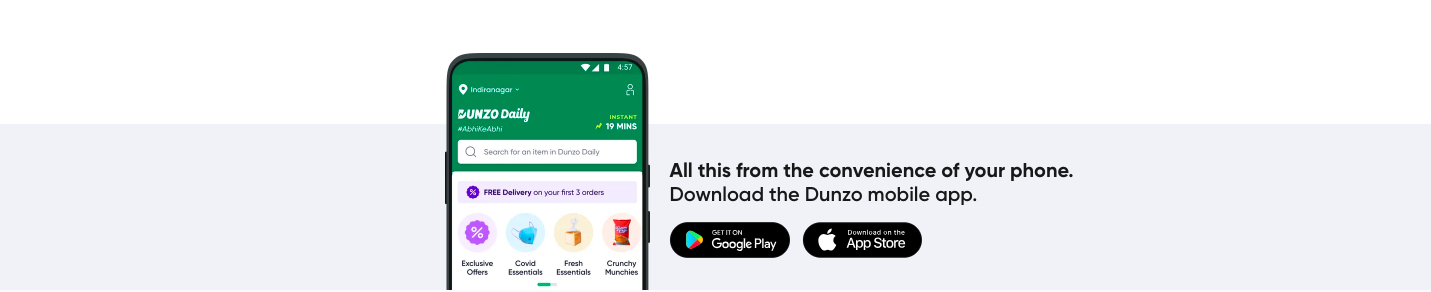 4:57
Indiranagar
DUNZO Daily
#AbhiKeAbhi
INSTANT
19 MINS
Search for an item in Dunzo Daily
FREE Delivery on your first 3 orders
Exclusive Offers
Covid Essentials
Fresh Essentials
Crunchy Munchies
All this from the convenience of your phone.
Download the Dunzo mobile app.
GET IT ON
Google Play
Download on the
App Store